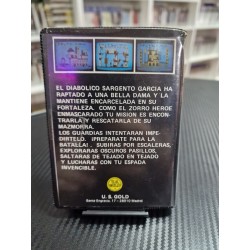 EL DIABOLICO SARGENTO GARCIA HA
RAPTADO A UNA BELLA DAMA Y LA
MANTIENE ENCARCELADA EN SU
FORTALEZA. COMO EL ZORRO HEROE
ENMASCARADO TU MISION ES ENCON-
TRARLA Y RESCATARLA DE SU
MAZMORRA.
LOS GUARDIAS INTENTARAN IMPE-
DIRTELO. ¡PREPARATE PARA LA
BATALLA!. SUBIRAS POR ESCALERAS,
EXPLORARAS OSCUROS PASILLOS,
SALTARAS DE TEJADO EN TEJADO
Y LUCHARAS CON TU ESPADA
INVENCIBLE.
U.S. GOLD